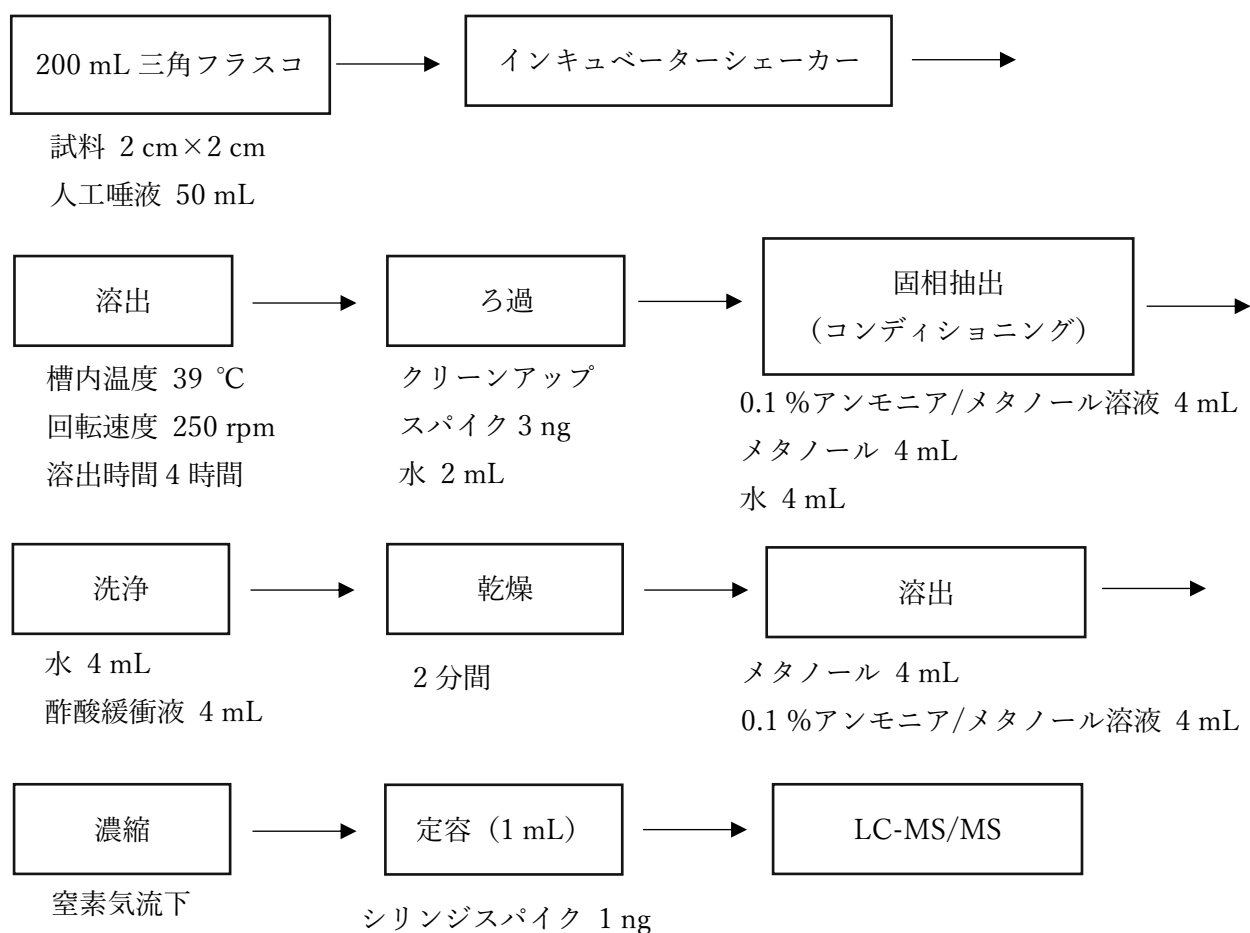 200 mL 三角フラスコ
インキュベーターシェーカー
試料 2 cm×2 cm
人工唾液 50 mL
溶出
槽内温度 39 ℃
回転速度 250 rpm
溶出時間 4 時間
ろ過
クリーンアップ
スパイク 3 ng
水 2 mL
固相抽出
(コンディショニング)
0.1 %アンモニア/メタノール溶液 4 mL
メタノール 4 mL
水 4 mL
洗浄
水 4 mL
酢酸緩衝液 4 mL
乾燥
2 分間
溶出
メタノール 4 mL
0.1 %アンモニア/メタノール溶液 4 mL
濃縮
窒素気流下
定容(1 mL)
シリンジスパイク 1 ng
LC-MS/MS